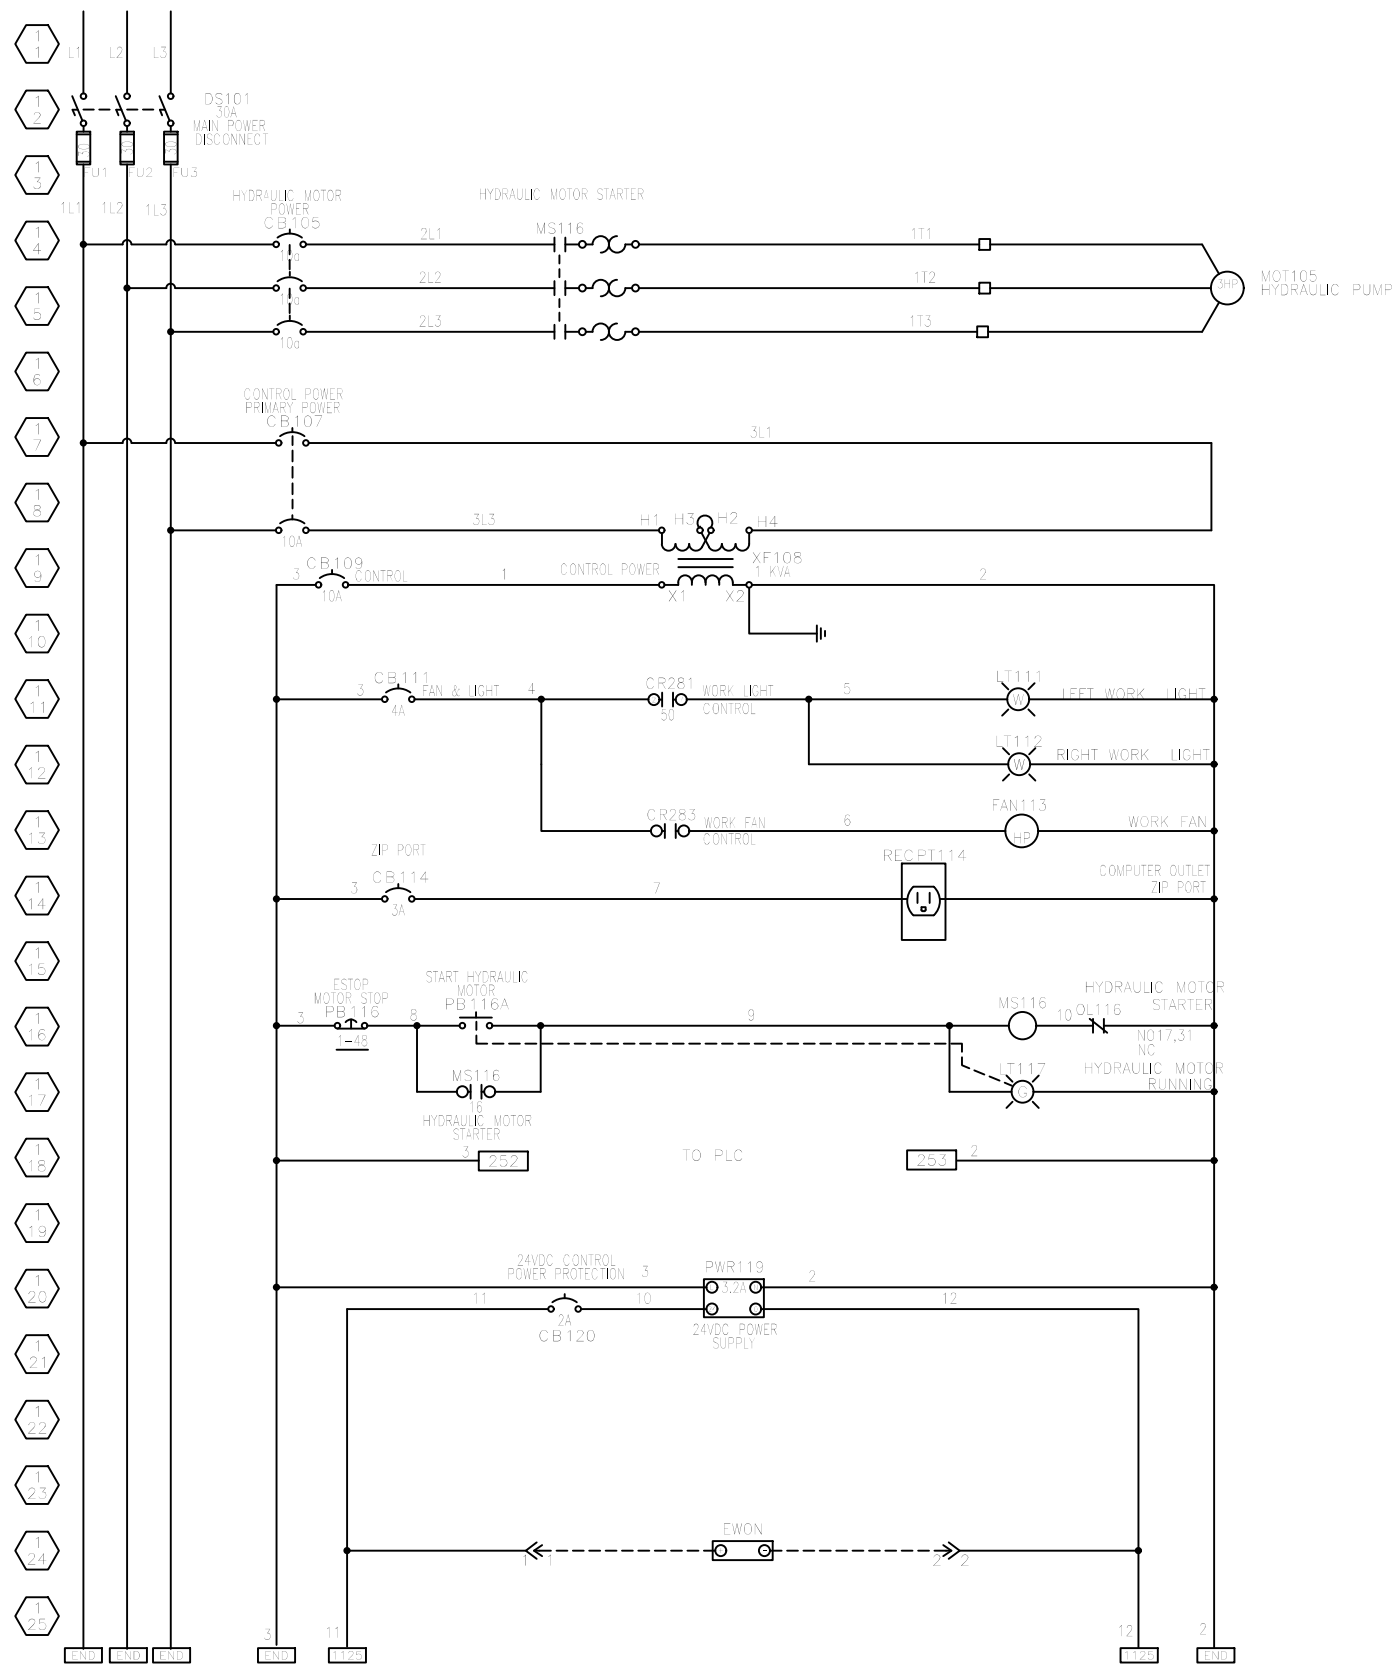 1
1
L1 L2 L3
1
2
DS101
30A
MAIN POWER
DISCONNECT
30 30 30
FU1 FU2 FU3
1
3
1L1 1L2 1L3
HYDRAULIC MOTOR
POWER
CB105
HYDRAULIC MOTOR STARTER
MS116
1
4
2L1
1T1
10a
2L2
1T2
3HP
MOT105
HYDRAULIC PUMP
10a
1
5
2L3
1T3
10a
1
6
CONTROL POWER
PRIMARY POWER
CB107
1
7
3L1
1
8
3L3
H1 H3 H2 H4
10A
1
9
CB109
3
CONTROL
10A
1
CONTROL POWER
XF108
1 KVA
X1 X2
2
1
10
1
11
3
CB111
FAN & LIGHT
4A
4
CR281
50
WORK LIGHT
CONTROL
5
LT111
W
LEFT WORK LIGHT
1
12
LT112
W
RIGHT WORK LIGHT
1
13
CR283
WORK FAN
CONTROL
6
FAN113
HP
WORK FAN
1
14
ZIP PORT
3
CB114
3A
7
RECPT114
COMPUTER OUTLET
ZIP PORT
1
15
1
16
ESTOP
MOTOR STOP
PB116
3
1-48
8
START HYDRAULIC
MOTOR
PB116A
9
MS116
10
OL116
HYDRAULIC MOTOR
STARTER
NO17,31
NC
1
17
MS116
16
HYDRAULIC MOTOR
STARTER
LT117
G
HYDRAULIC MOTOR
RUNNING
1
18
3
252
TO PLC
253
2
1
19
1
20
24VDC CONTROL
POWER PROTECTION
3
PWR119
3.2A
2
11
10
12
2A
CB120
24VDC POWER
SUPPLY
1
21
1
22
1
23
1
24
EWON
1 1
2 2
1
25
3
11
12
2
END END END
END
1125
1125
END